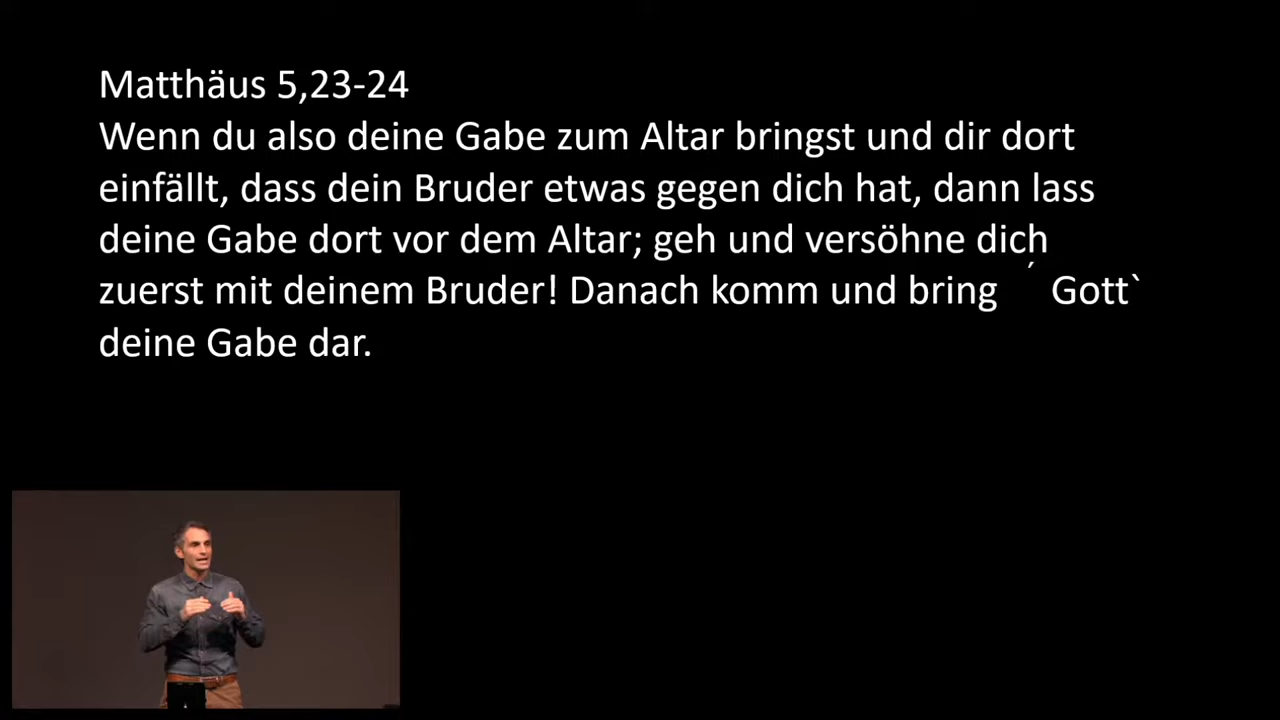 Matthäus 5,23-24
Wenn du also deine Gabe zum Altar bringst und dir dort
einfällt, dass dein Bruder etwas gegen dich hat, dann lass
deine Gabe dort vor dem Altar; geh und versöhne dich
zuerst mit deinem Bruder! Danach komm und bring ˏ Gott`
deine Gabe dar.